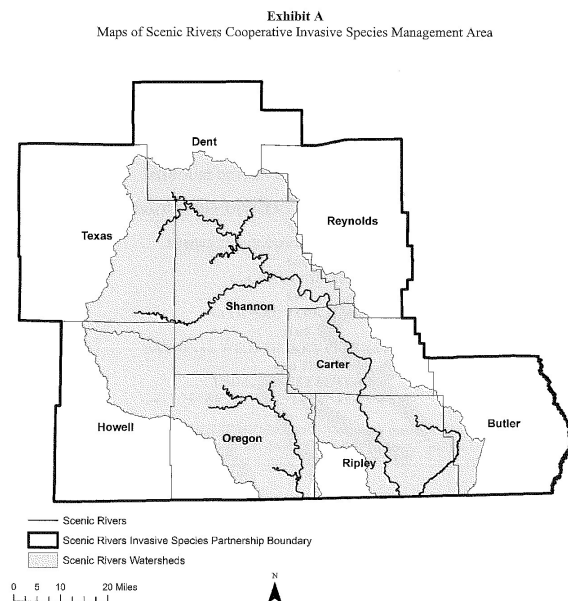 Exhibit A
Maps of Scenic Rivers Cooperative Invasive Species Management Area
Dent
Reynolds
Texas
Shannon
Carter
Butler
Howell
Oregon
Ripley
Scenic Rivers
Scenic Rivers Invasive Species Partnership Boundary
Scenic Rivers Watersheds
0 5 10 20 Miles
N